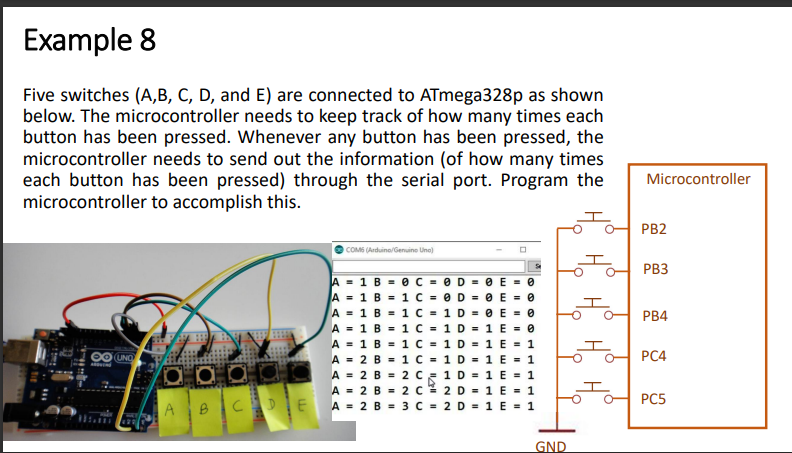 Example 8
Five switches (A,B, C, D, and E) are connected to ATmega328p as shown
below. The microcontroller needs to keep track of how many times each
button has been pressed. Whenever any button has been pressed, the
microcontroller needs to send out the information (of how many times
each button has been pressed) through the serial port. Program the
microcontroller to accomplish this.
Microcontroller
PB2
PB3
PB4
PC4
PC5
GND
COM6 (Arduino/Genuino Uno)
Se
A = 1 B = 0 C = 0 D = 0 E = 0
A = 1 B = 1 C = 0 D = 0 E = 0
A = 1 B = 1 C = 1 D = 0 E = 0
A = 1 B = 1 C = 1 D = 1 E = 0
A = 1 B = 1 C = 1 D = 1 E = 1
A = 2 B = 1 C = 1 D = 1 E = 1
A = 2 B = 2 C = 1 D = 1 E = 1
A = 2 B = 2 C = 2 D = 1 E = 1
A = 2 B = 3 C = 2 D = 1 E = 1
UNO
A B C D E